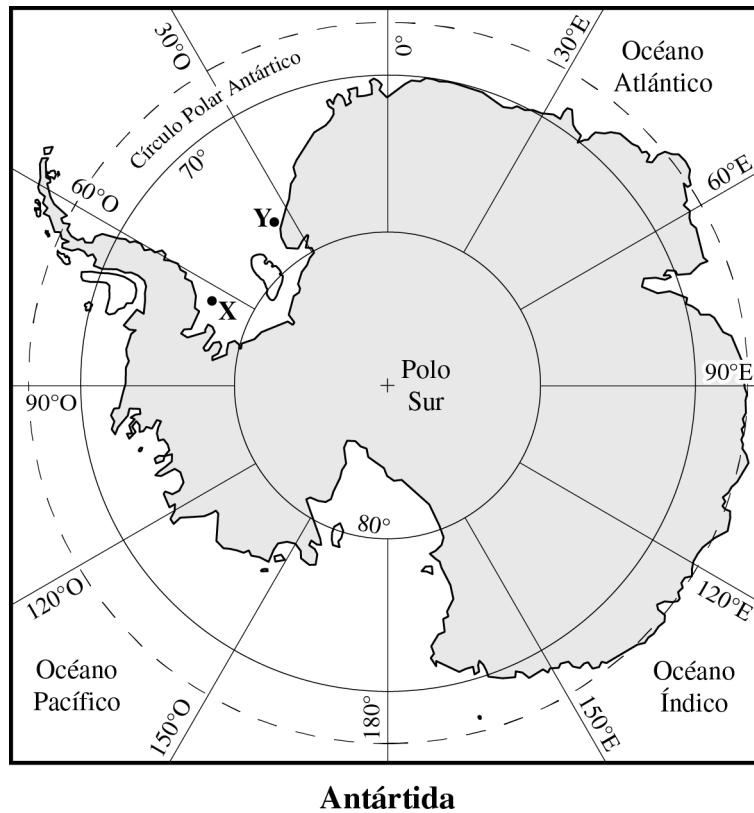 30°O
0°
30°E
Océano
Atlántico
Círculo Polar Antártico
70°
60°O
60°E
Y
X
Polo
Sur
90°O
90°E
80°
120°O
120°E
Océano
Pacífico
Océano
Índico
150°O
180°
150°E
Antártida